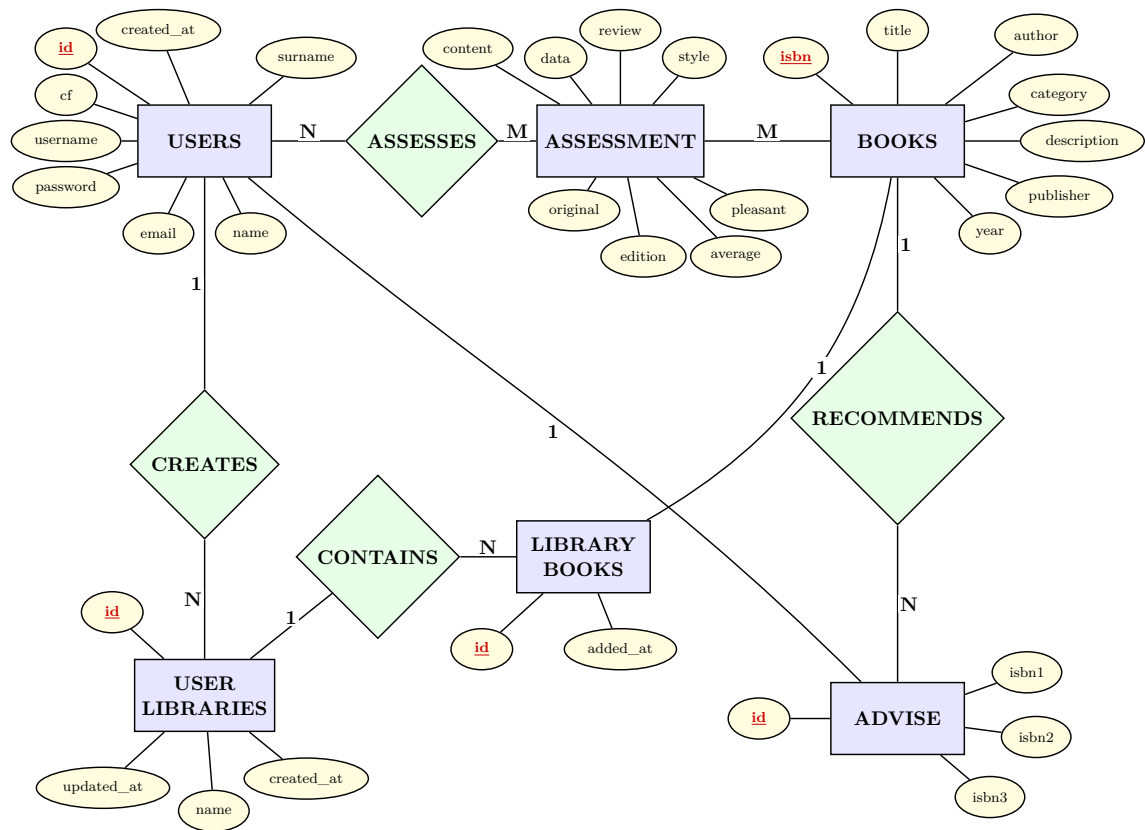 created_at
id
surname
cf
username
password
email
name
USERS
N
ASSESSES
M
content
data
review
style
ASSESSMENT
original
edition
average
pleasant
M
isbn
title
author
category
description
publisher
year
BOOKS
1
1
1
1
RECOMMENDS
CREATES
CONTAINS
N
LIBRARY
BOOKS
id
added_at
N
1
N
id
USER
LIBRARIES
updated_at
name
created_at
id
ADVISE
isbn1
isbn2
isbn3